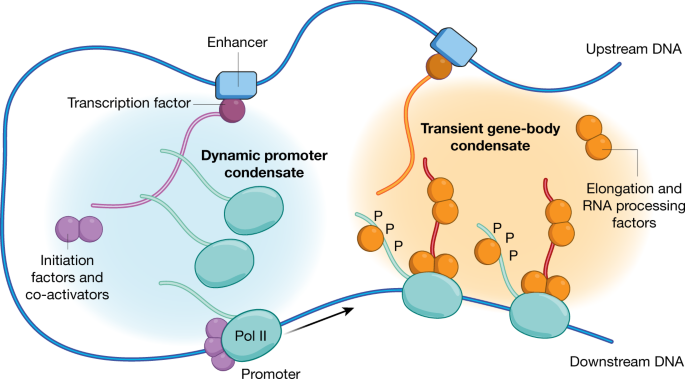 Enhancer
Upstream DNA
Transcription factor
Dynamic promoter
condensate
Transient gene-body
condensate
Elongation and
RNA processing
factors
Initiation
factors and
co-activators
P
P
P
P
P
P
Pol II
Promoter
Downstream DNA